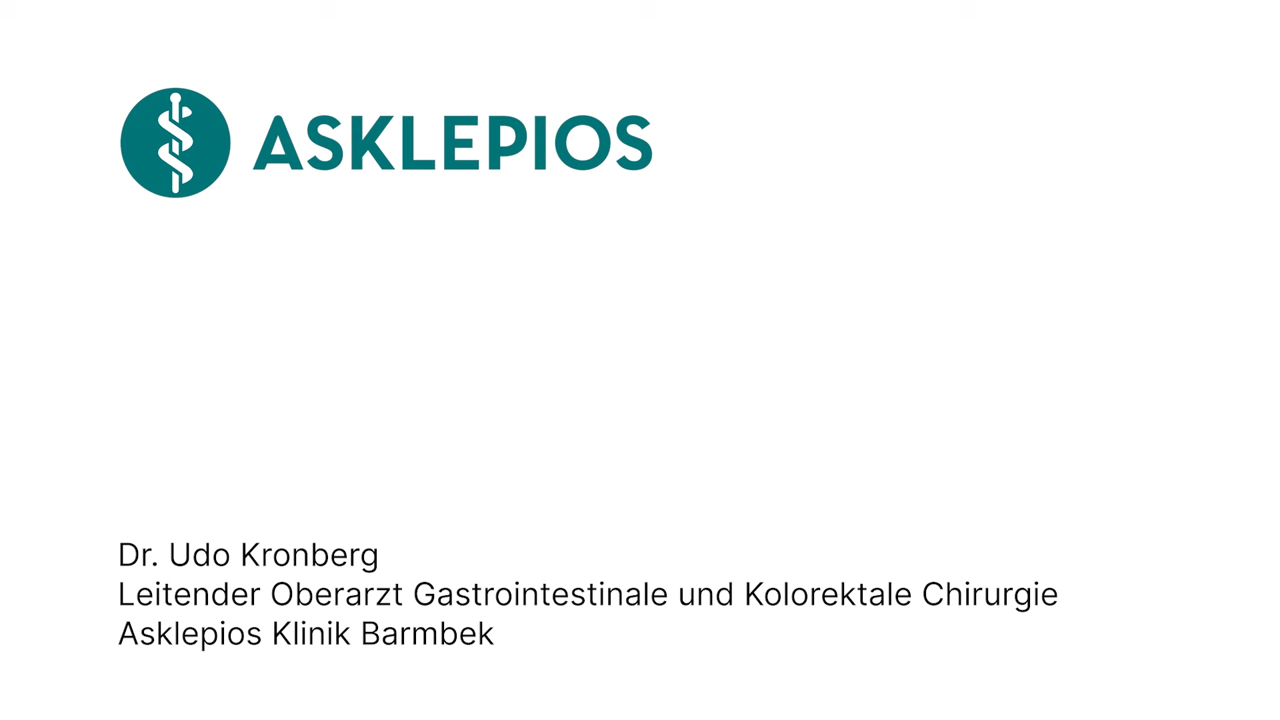 ASKLEPIOS
Dr. Udo Kronberg
Leitender Oberarzt Gastrointestinale und Kolorektale Chirurgie
Asklepios Klinik Barmbek